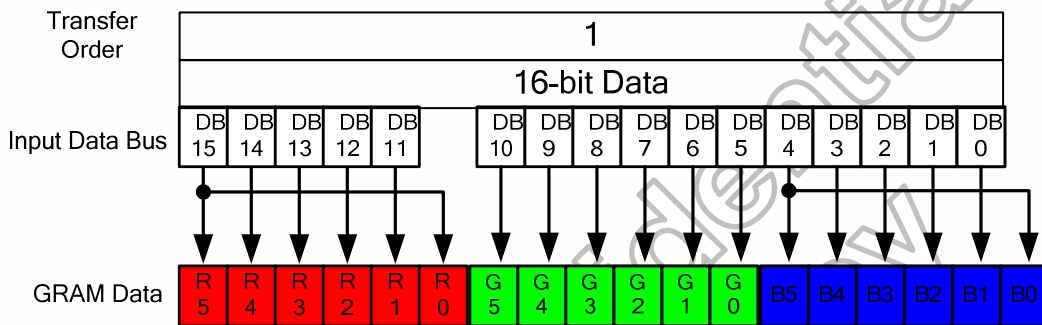 Transfer Order 1
16-bit Data
Input Data Bus DB 15 DB 14 DB 13 DB 12 DB 11 DB 10 DB 9 DB 8 DB 7 DB 6 DB 5 DB 4 DB 3 DB 2 DB 1 DB 0
GRAM Data R 5 R 4 R 3 R 2 R 1 R 0 G 5 G 4 G 3 G 2 G 1 G 0 B5 B4 B3 B2 B1 B0